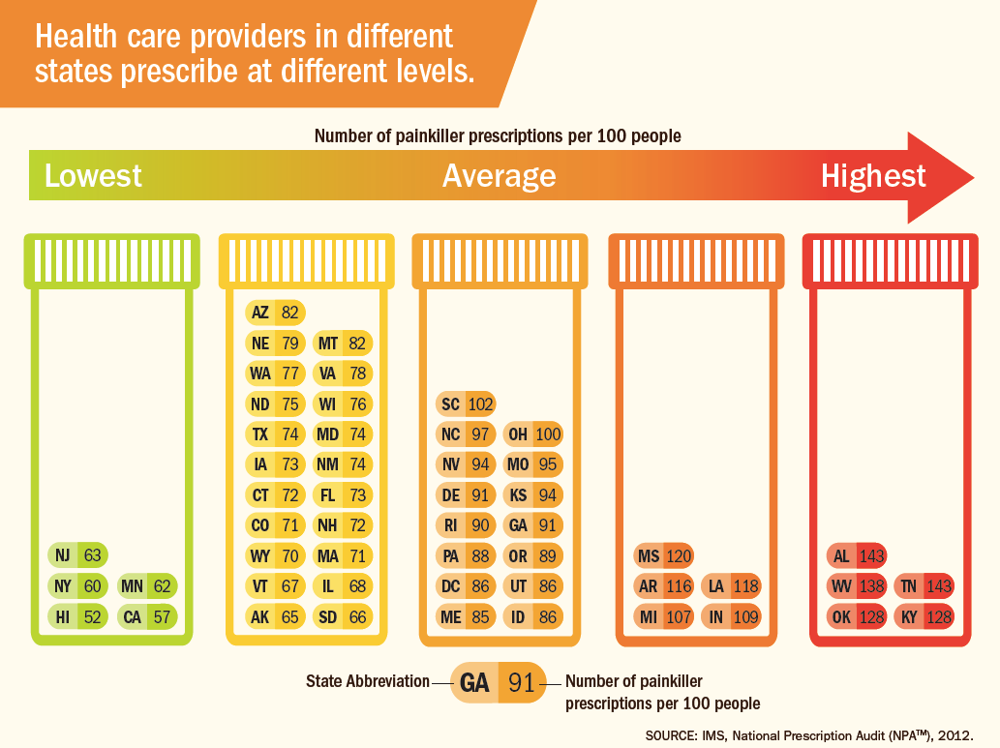 Health care providers in different
states prescribe at different levels.
Number of painkiller prescriptions per 100 people
Lowest Average Highest
NJ 63
NY 60 MN 62
HI 52 CA 57
AZ 82
NE 79 MT 82
WA 77 VA 78
ND 75 WI 76
TX 74 MD 74
IA 73 NM 74
CT 72 FL 73
CO 71 NH 72
WY 70 MA 71
VT 67 IL 68
AK 65 SD 66
SC 102
NC 97 OH 100
NV 94 MO 95
DE 91 KS 94
RI 90 GA 91
PA 88 OR 89
DC 86 UT 86
ME 85 ID 86
MS 120
AR 116 LA 118
MI 107 IN 109
AL 143
WV 138 TN 143
OK 128 KY 128
State Abbreviation GA 91 Number of painkiller
prescriptions per 100 people
SOURCE: IMS, National Prescription Audit (NPA™), 2012.